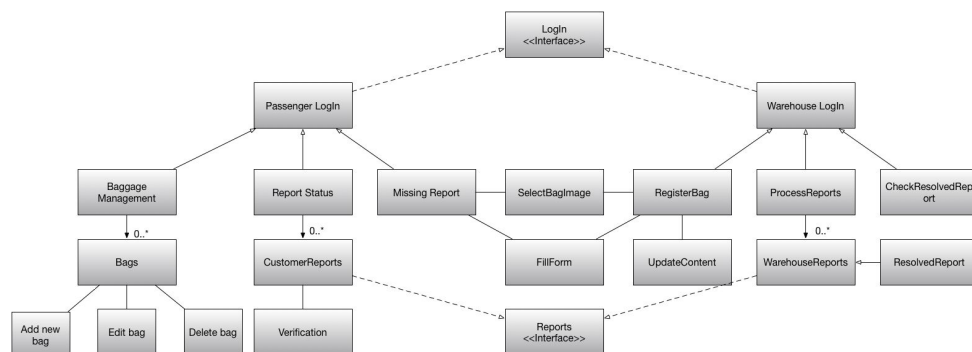 LogIn
<<Interface>>
Passenger LogIn
Warehouse LogIn
Baggage
Management
Report Status
Missing Report
SelectBagImage
RegisterBag
ProcessReports
CheckResolvedRep
ort
0..*
0..*
0..*
Bags
CustomerReports
FillForm
UpdateContent
WarehouseReports
ResolvedReport
Add new
bag
Edit bag
Delete bag
Verification
Reports
<<Interface>>